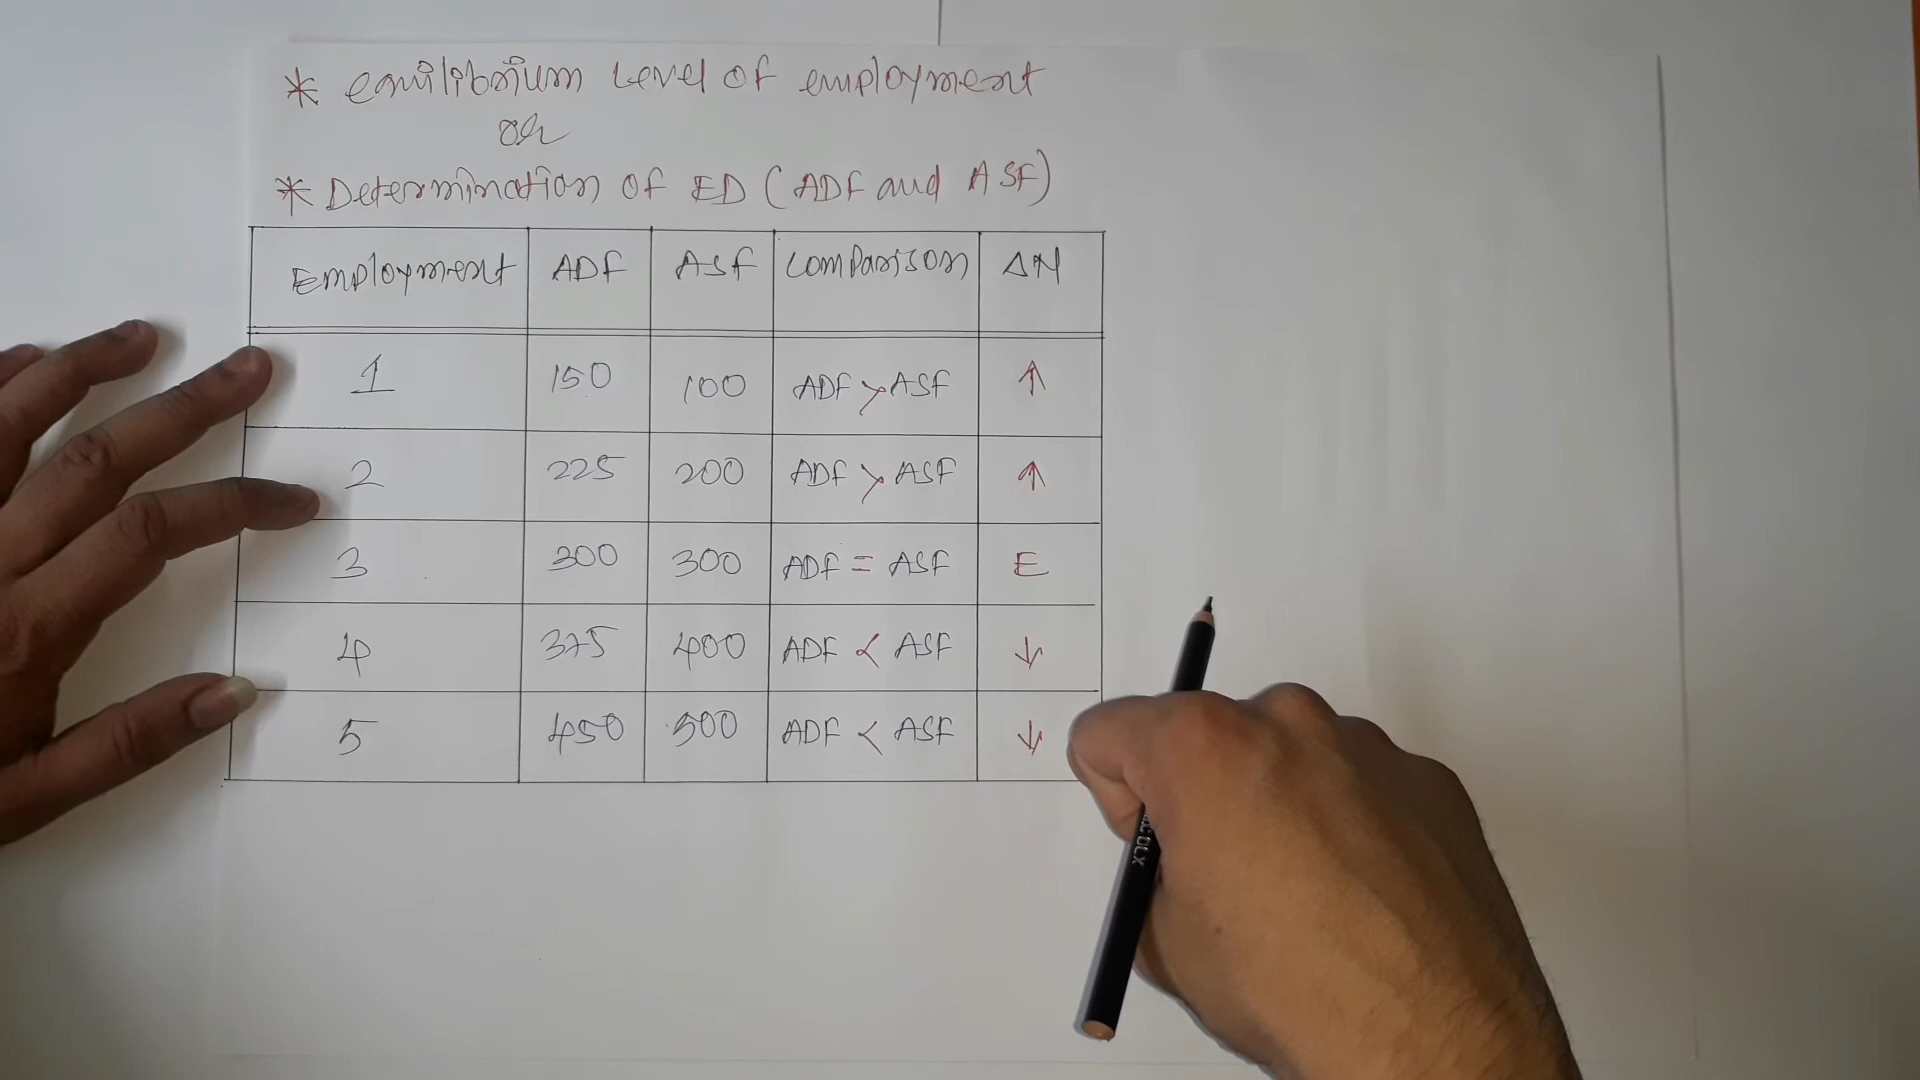 * equilibrium Level of employment
or
* Determination of ED (ADF and ASF)
Employment ADF ASF Comparison ΔN
1 150 100 ADF > ASF ↑
2 225 200 ADF > ASF ↑
3 300 300 ADF = ASF E
4 375 400 ADF < ASF ↓
5 450 500 ADF < ASF ↓
DLX